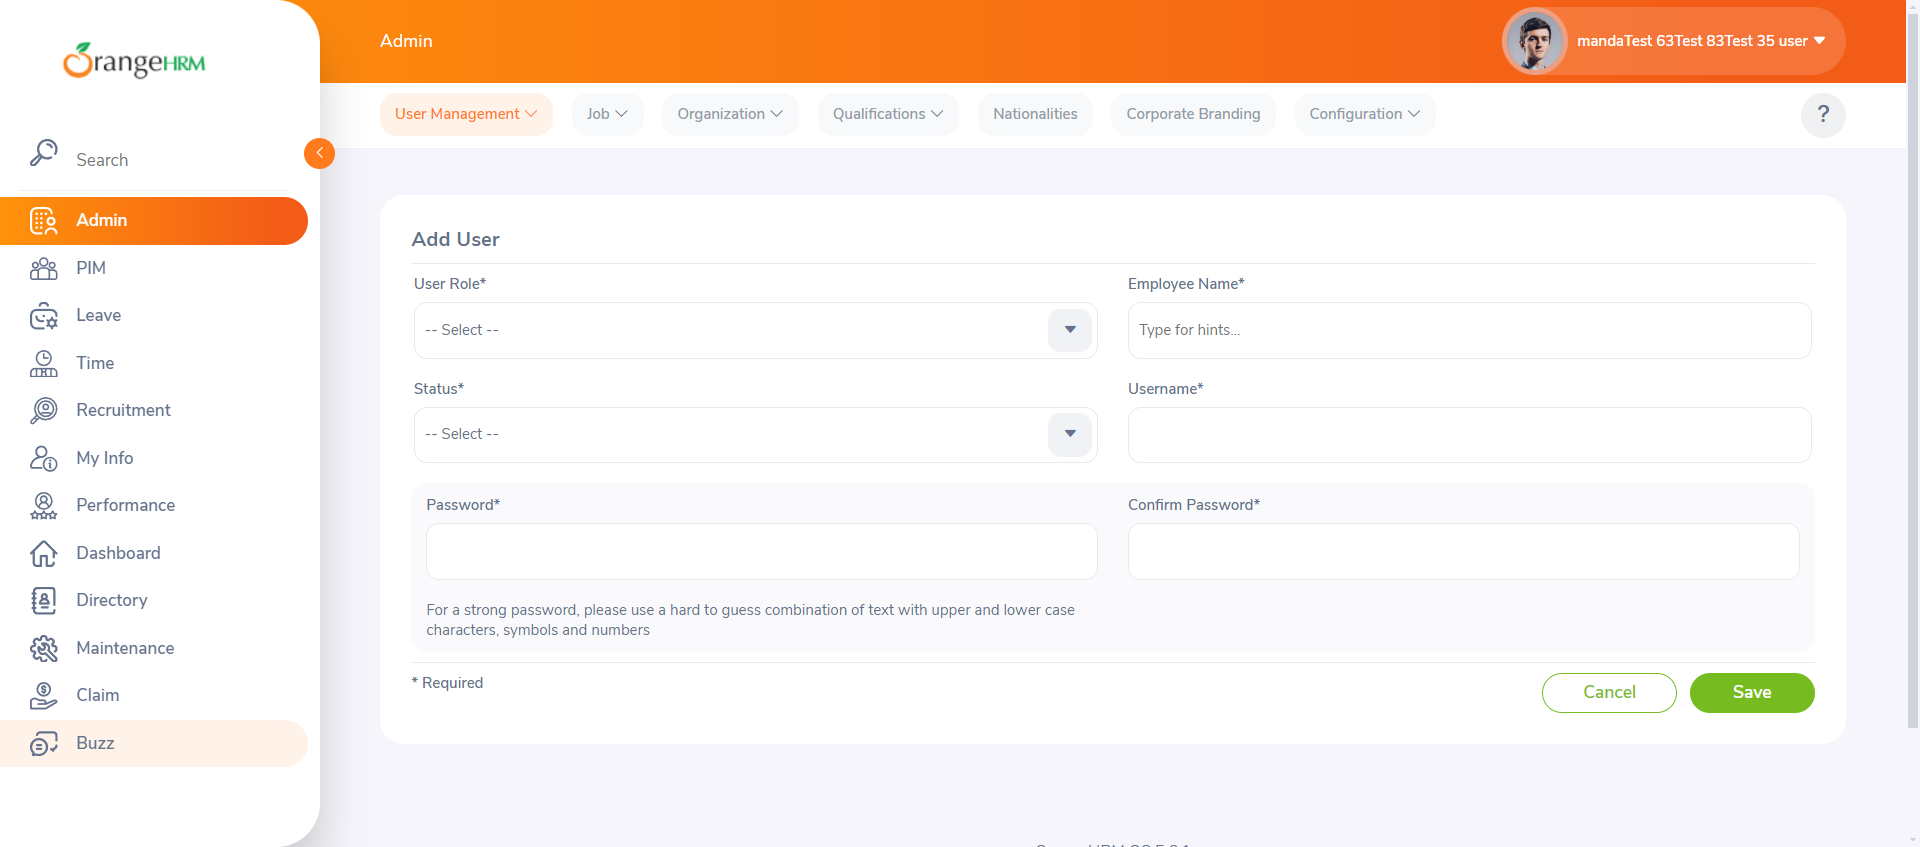 OrangeHRM
Search
Admin
PIM
Leave
Time
Recruitment
My Info
Performance
Dashboard
Directory
Maintenance
Claim
Buzz
Admin
mandaTest 63Test 83Test 35 user
User Management
Job
Organization
Qualifications
Nationalities
Corporate Branding
Configuration
?
Add User
User Role*
Employee Name*
-- Select --
Type for hints...
Status*
Username*
-- Select --
Password*
Confirm Password*
For a strong password, please use a hard to guess combination of text with upper and lower case
characters, symbols and numbers
* Required
Cancel
Save